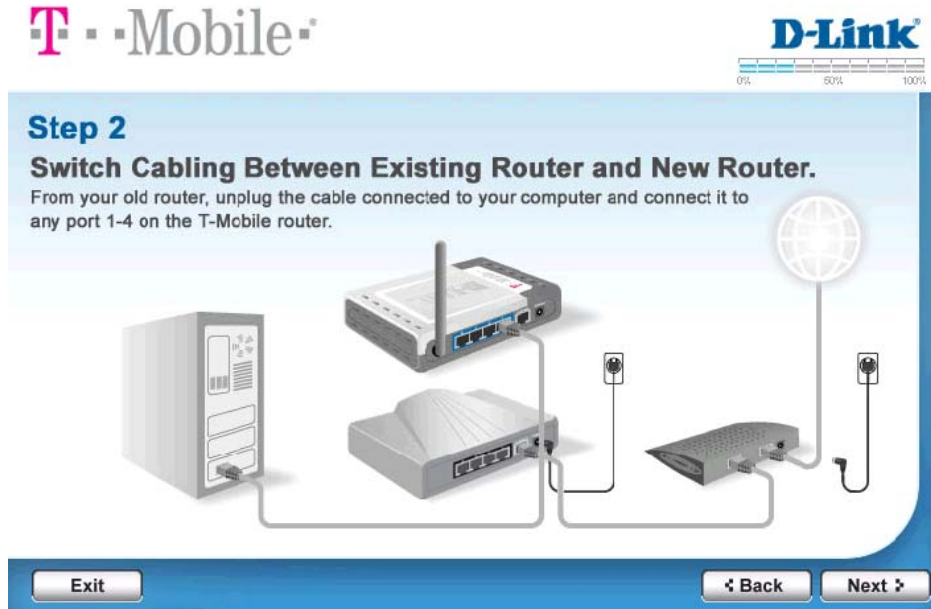 T··Mobile·
D-Link
0% 50% 100%
Step 2
Switch Cabling Between Existing Router and New Router.
From your old router, unplug the cable connected to your computer and connect it to
any port 1-4 on the T-Mobile router.
Exit
Back
Next